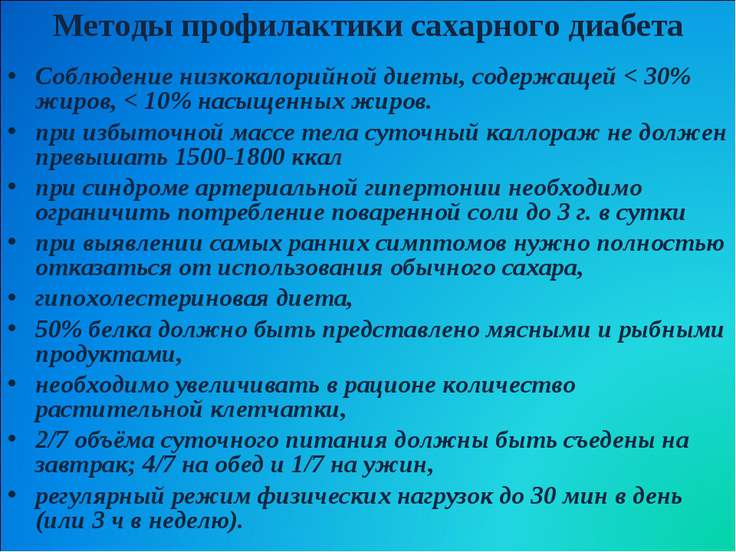 Методы профилактики сахарного диабета
• Соблюдение низкокалорийной диеты, содержащей < 30%
жиров, < 10% насыщенных жиров.
• при избыточной массе тела суточный каллораж не должен
превышать 1500-1800 ккал
• при синдроме артериальной гипертонии необходимо
ограничить потребление поваренной соли до 3 г. в сутки
• при выявлении самых ранних симптомов нужно полностью
отказаться от использования обычного сахара,
• гипохолестериновая диета,
• 50% белка должно быть представлено мясными и рыбными
продуктами,
• необходимо увеличивать в рационе количество
растительной клетчатки,
• 2/7 объёма суточного питания должны быть съедены на
завтрак; 4/7 на обед и 1/7 на ужин,
• регулярный режим физических нагрузок до 30 мин в день
(или 3 ч в неделю).